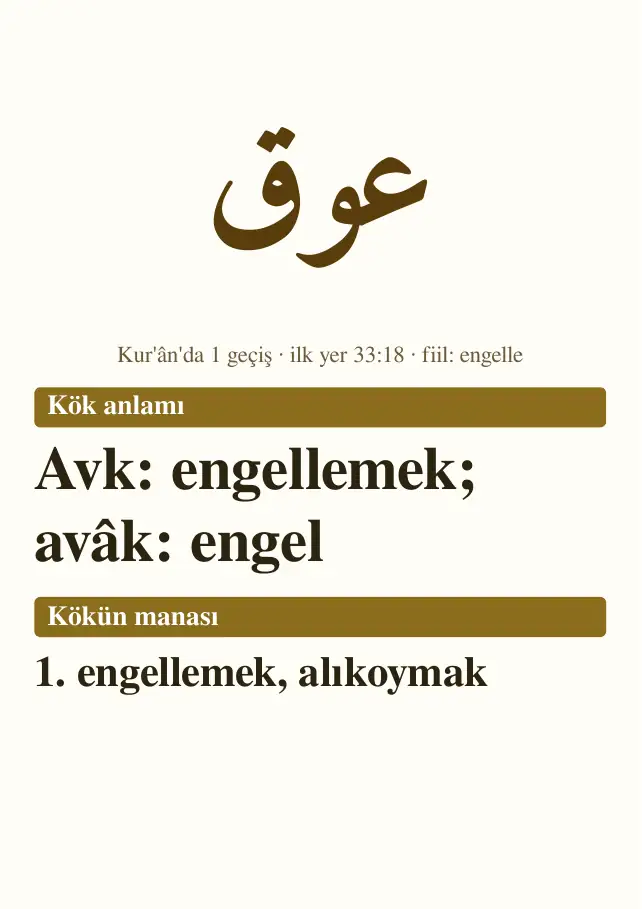 عوق
Kur'ân'da 1 geçiş · ilk yer 33:18 · fiil: engelle
Kök anlamı
Avk: engellemek;
avâk: engel
Kökün manası
1. engellemek, alıkoymak